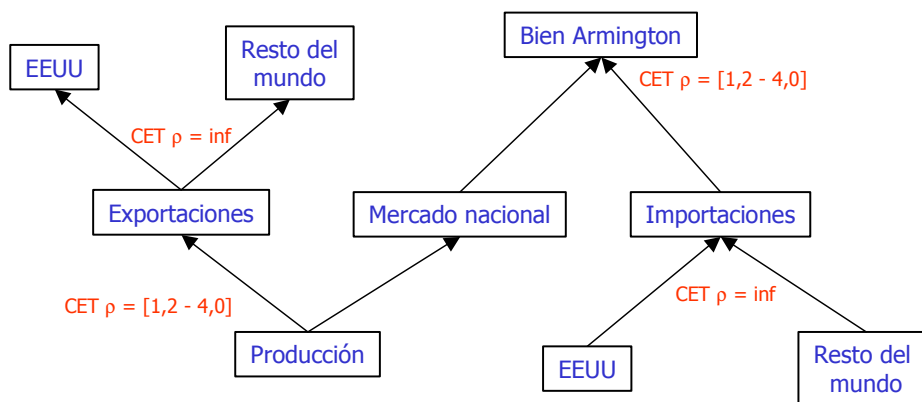 Bien Armington
EEUU
Resto del
mundo
CET ρ = [1,2 - 4,0]
CET ρ = inf
Exportaciones
Mercado nacional
Importaciones
CET ρ = [1,2 - 4,0]
CET ρ = inf
Producción
EEUU
Resto del
mundo